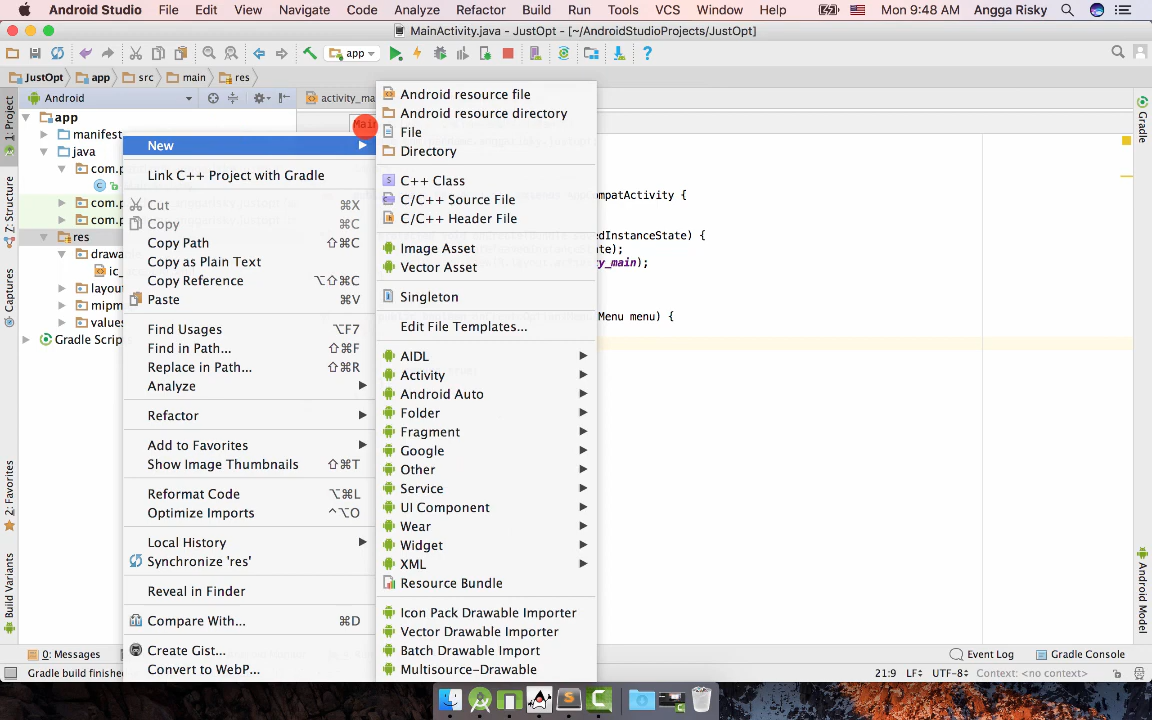 Android Studio File Edit View Navigate Code Analyze Refactor Build Run Tools VCS Window Help Mon 9:48 AM Angga Risky
MainActivity.java - JustOpt - [~/AndroidStudioProjects/JustOpt]
app
JustOpt app src main res
1: Project
Z: Structure
Captures
2: Favorites
Build Variants
Android
app
manifest
java
com.p
com.
com.p
res
drawa
ic_
layou
mipm
values
Gradle Scrip
activity_ma
New
Link C++ Project with Gradle
Cut ⌘X
Copy ⌘C
Copy Path ⇧⌘C
Copy as Plain Text
Copy Reference ⌥⇧⌘C
Paste ⌘V
Find Usages ⌥F7
Find in Path... ⇧⌘F
Replace in Path... ⇧⌘R
Analyze
Refactor
Add to Favorites
Show Image Thumbnails ⇧⌘T
Reformat Code ⌥⌘L
Optimize Imports ^⌥O
Local History
Synchronize 'res'
Reveal in Finder
Compare With... ⌘D
Create Gist...
Convert to WebP...
Android resource file
Android resource directory
File
Directory
C++ Class
C/C++ Source File
C/C++ Header File
Image Asset
Vector Asset
Singleton
Edit File Templates...
AIDL
Activity
Android Auto
Folder
Fragment
Google
Other
Service
UI Component
Wear
Widget
XML
Resource Bundle
Icon Pack Drawable Importer
Vector Drawable Importer
Batch Drawable Import
Multisource-Drawable
ompatActivity {
edInstanceState) {
te);
y_main);
Menu menu) {
Gradle
Android Model
0: Messages
Event Log Gradle Console
Gradle build finishe
21:9 LF÷ UTF-8÷ Context: <no context>